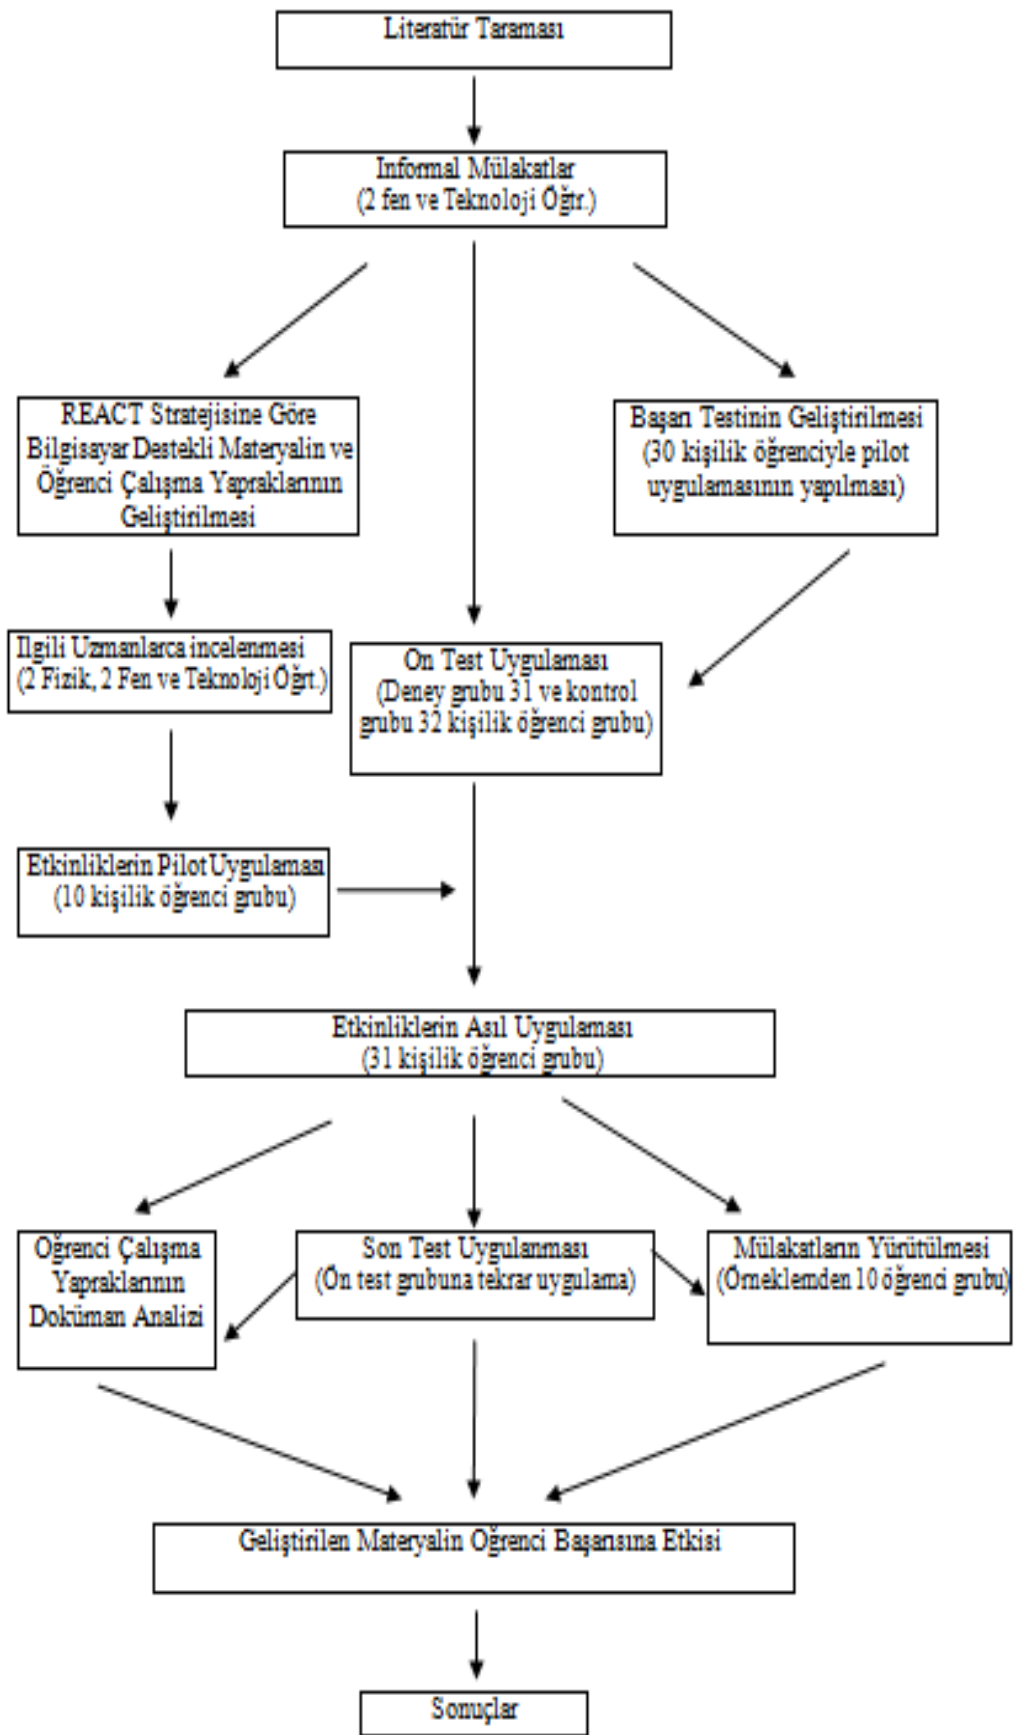 Literatür Taraması
Informal Mülakatlar
(2 fen ve Teknoloji Öğtr.)
REACT Stratejisine Göre
Bilgisayar Destekli Materyalin ve
Öğrenci Çalışma Yapraklarının
Geliştirilmesi
Başarı Testinin Geliştirilmesi
(30 kişilik öğrenciyle pilot
uygulamasının yapılması)
İlgili Uzmanlarca incelenmesi
(2 Fizik, 2 Fen ve Teknoloji Öğrt.)
Ön Test Uygulaması
(Deney grubu 31 ve kontrol
grubu 32 kişilik öğrenci grubu)
Etkinliklerin Pilot Uygulaması
(10 kişilik öğrenci grubu)
Etkinliklerin Asıl Uygulaması
(31 kişilik öğrenci grubu)
Öğrenci Çalışma
Yapraklarının
Doküman Analizi
Son Test Uygulanması
(Ön test grubuna tekrar uygulama)
Mülakatların Yürütülmesi
(Örneklemden 10 öğrenci grubu)
Geliştirilen Materyalin Öğrenci Başarısına Etkisi
Sonuçlar